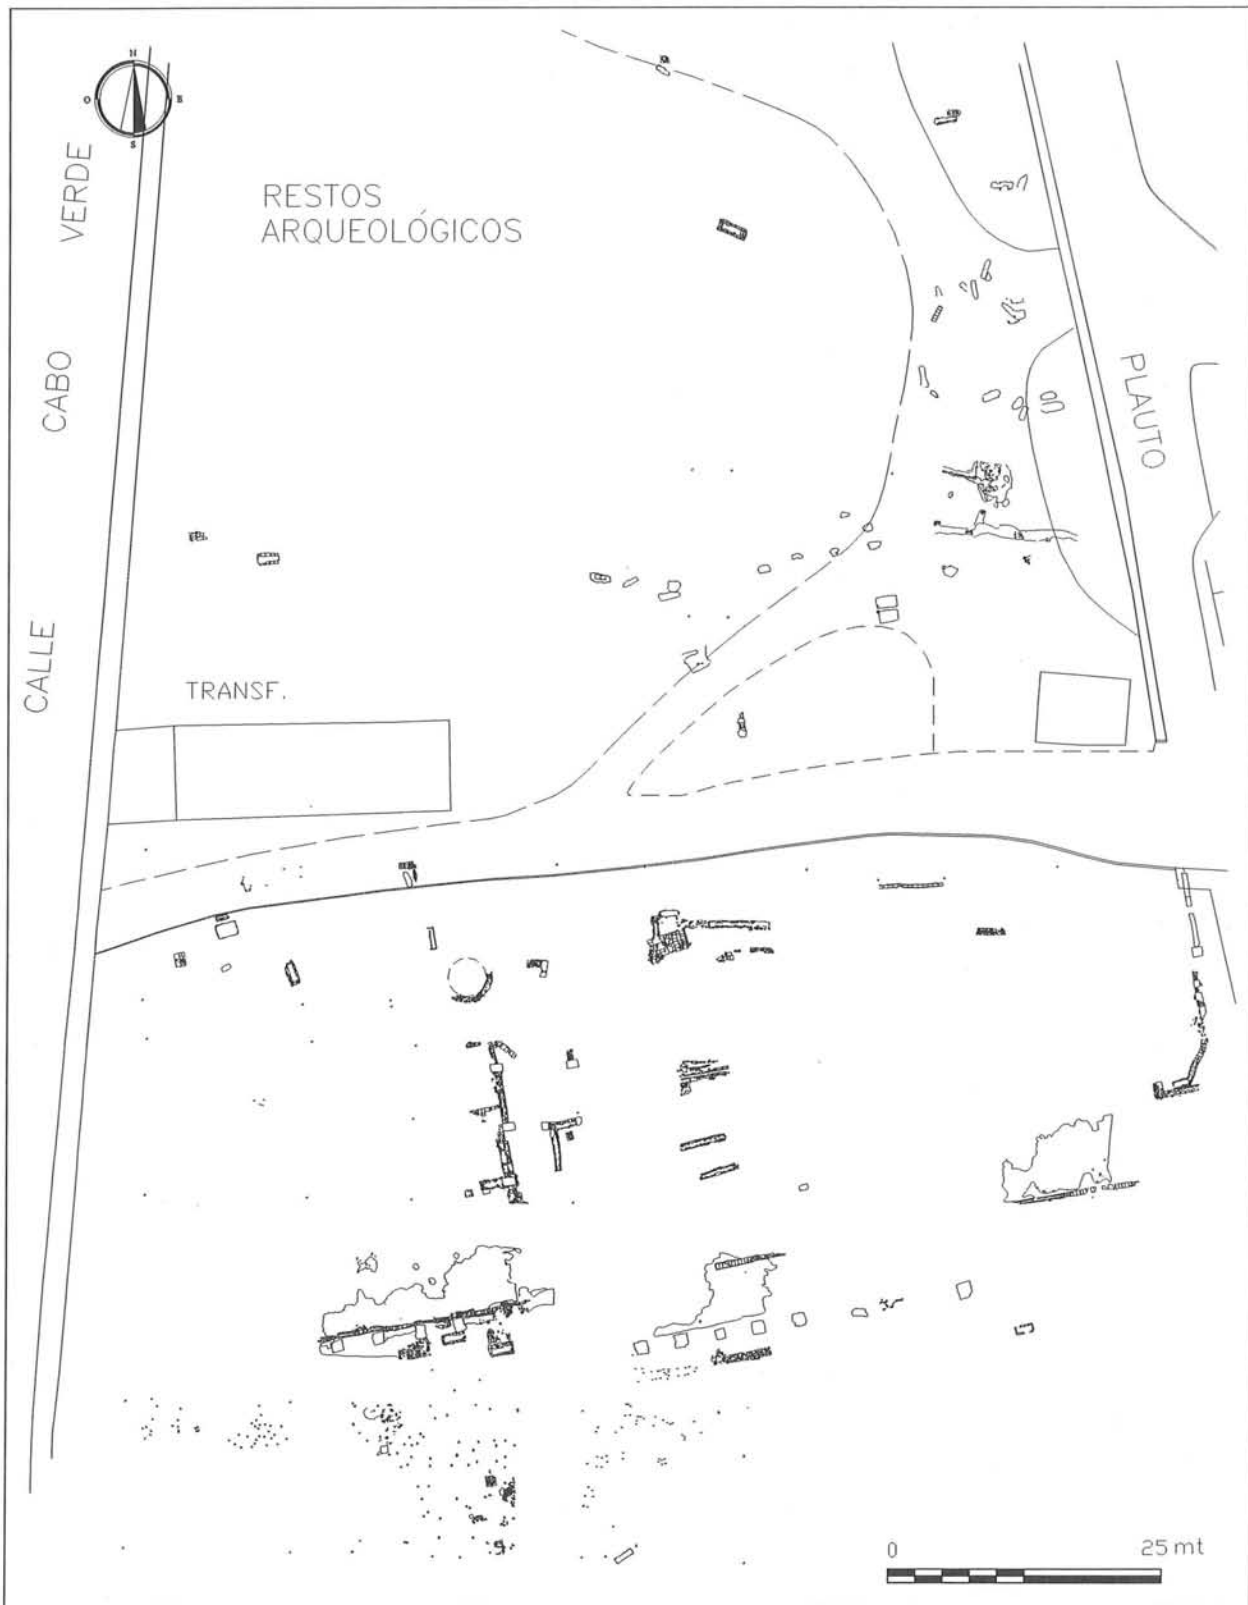 N
O
E
S
RESTOS
ARQUEOLÓGICOS
CALLE CABO VERDE
PLAUTO
TRANSF.
0 25 mt